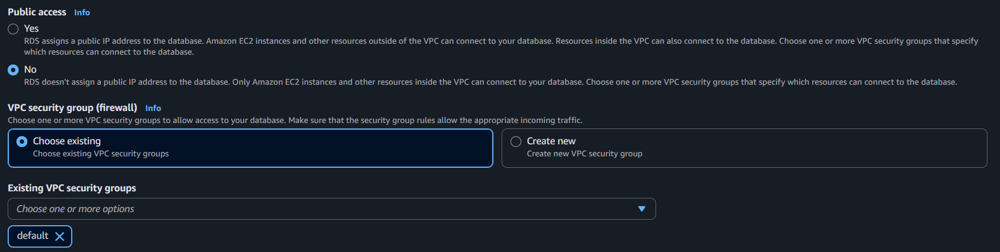 Public access Info
Yes
RDS assigns a public IP address to the database. Amazon EC2 instances and other resources outside of the VPC can connect to your database. Resources inside the VPC can also connect to the database. Choose one or more VPC security groups that specify
which resources can connect to the database.
No
RDS doesn't assign a public IP address to the database. Only Amazon EC2 instances and other resources inside the VPC can connect to your database. Choose one or more VPC security groups that specify which resources can connect to the database.
VPC security group (firewall) Info
Choose one or more VPC security groups to allow access to your database. Make sure that the security group rules allow the appropriate incoming traffic.
Choose existing
Choose existing VPC security groups
Create new
Create new VPC security group
Existing VPC security groups
Choose one or more options
default